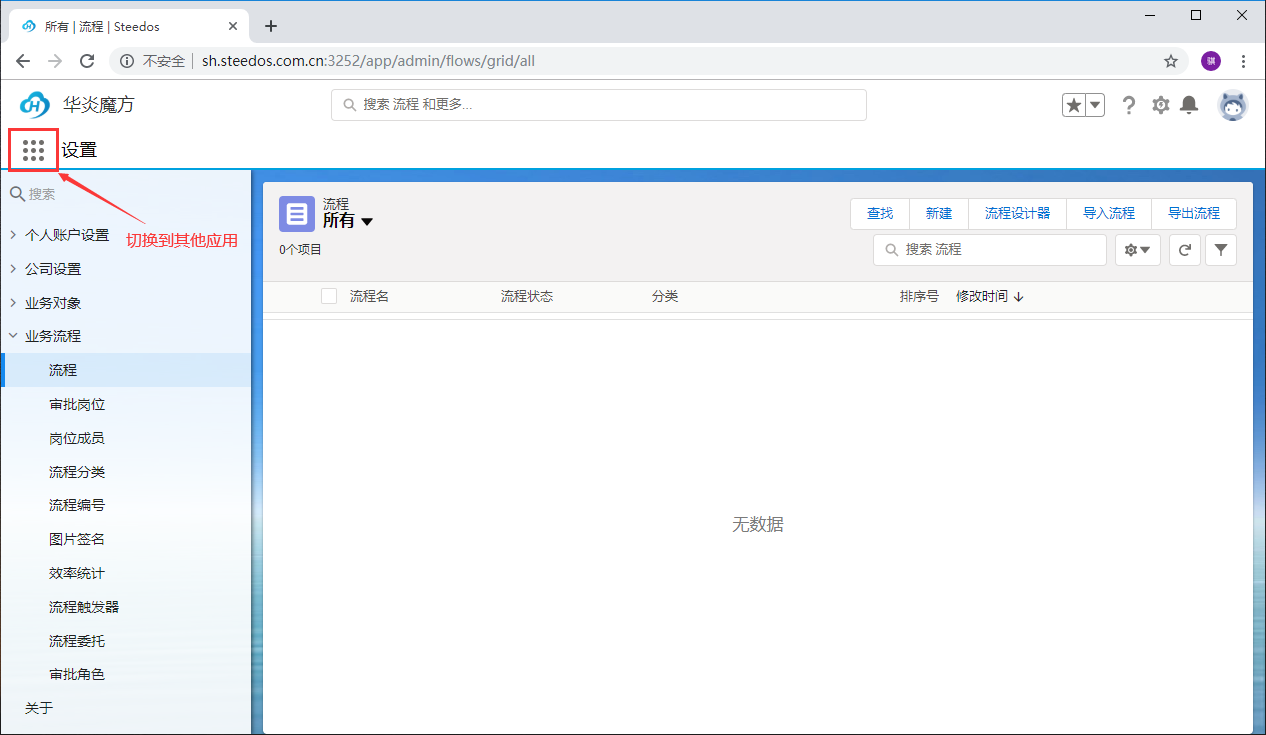 所有 | 流程 | Steedos
不安全 sh.steedos.com.cn:3252/app/admin/flows/grid/all
骐
华炎魔方
搜索 流程 和更多...
设置
搜索
切换到其他应用
个人账户设置
公司设置
业务对象
业务流程
流程
审批岗位
岗位成员
流程分类
流程编号
图片签名
效率统计
流程触发器
流程委托
审批角色
关于
流程
所有
0个项目
查找 新建 流程设计器 导入流程 导出流程
搜索 流程
流程名 流程状态 分类 排序号 修改时间
无数据